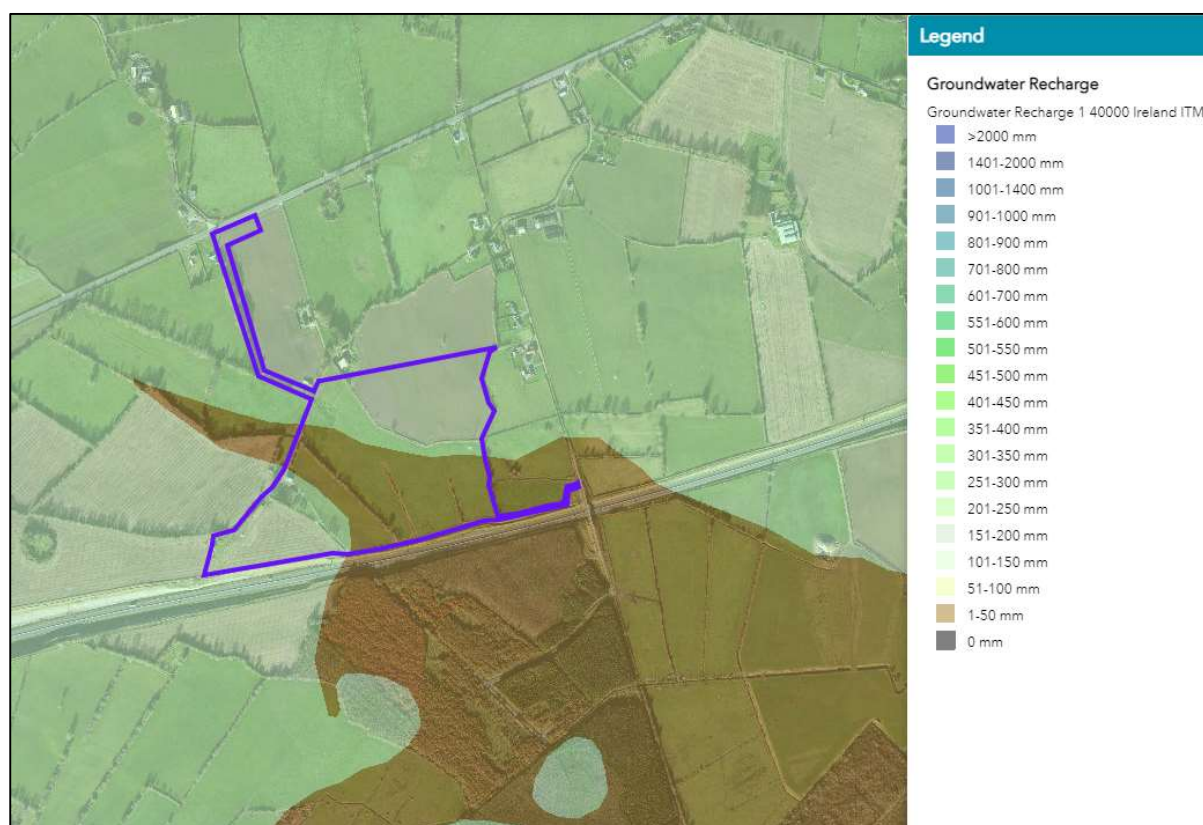 Legend
Groundwater Recharge
Groundwater Recharge 1 40000 Ireland ITM
>2000 mm
1401-2000 mm
1001-1400 mm
901-1000 mm
801-900 mm
701-800 mm
601-700 mm
551-600 mm
501-550 mm
451-500 mm
401-450 mm
351-400 mm
301-350 mm
251-300 mm
201-250 mm
151-200 mm
101-150 mm
51-100 mm
1-50 mm
0 mm